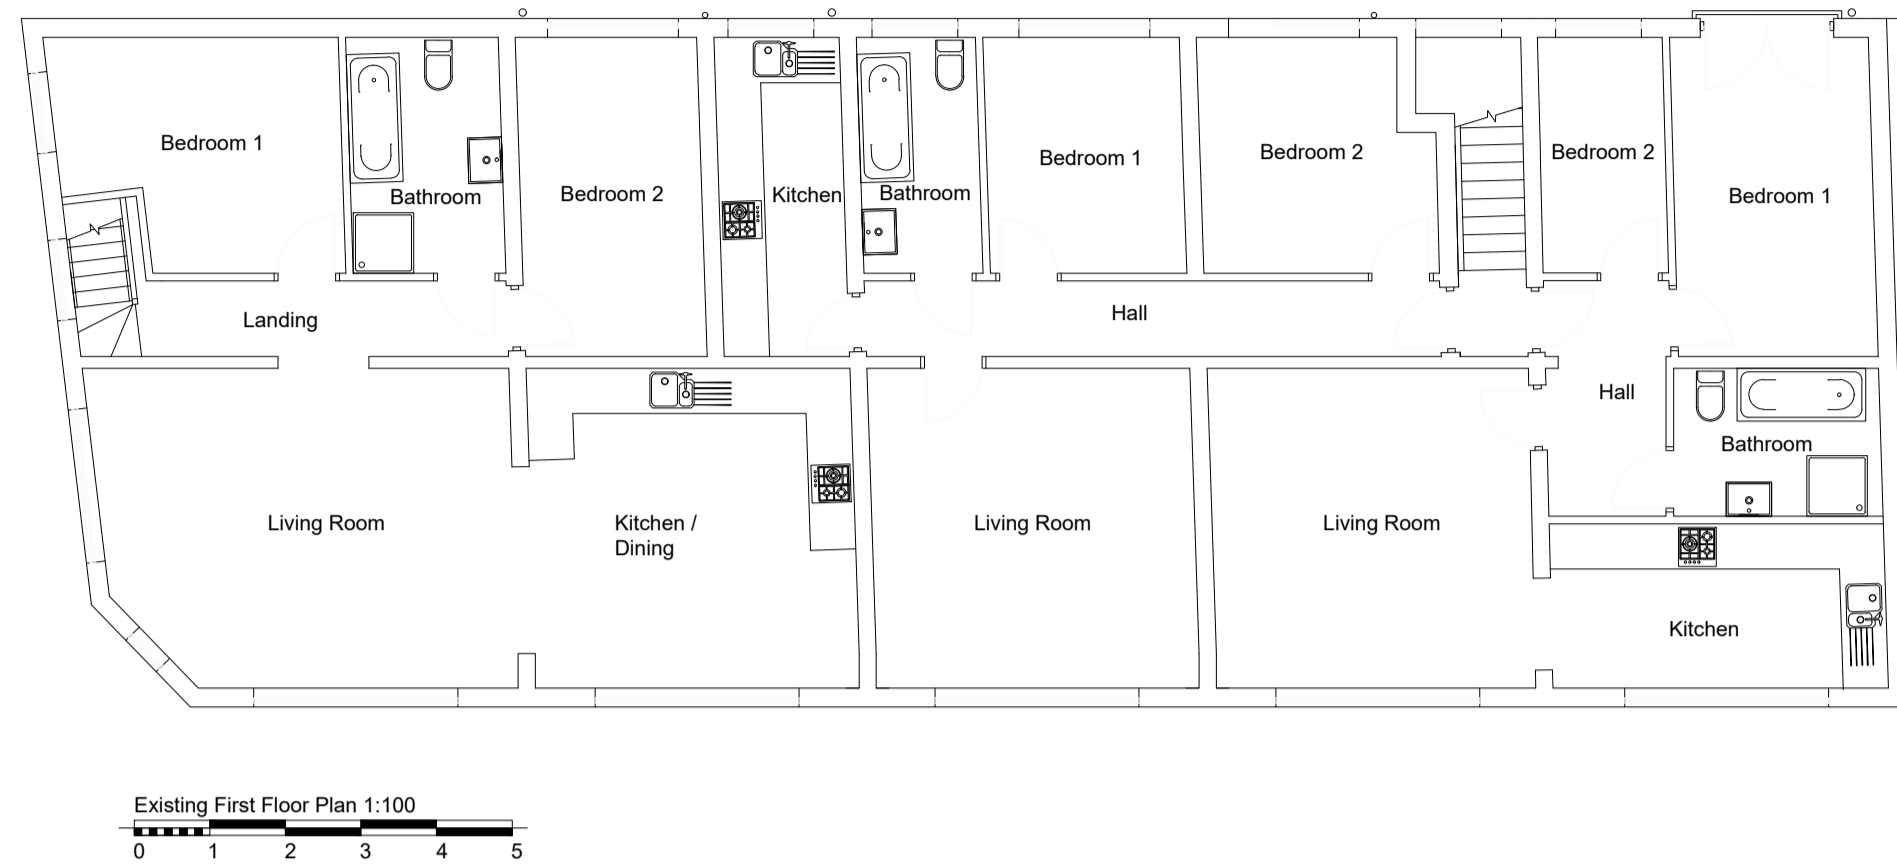 Bedroom 1
Bathroom
Bedroom 2
Kitchen
Bathroom
Bedroom 1
Bedroom 2
Bedroom 2
Bedroom 1
Landing
Hall
Hall
Bathroom
Living Room
Kitchen /
Dining
Living Room
Living Room
Kitchen
Existing First Floor Plan 1:100
0 1 2 3 4 5